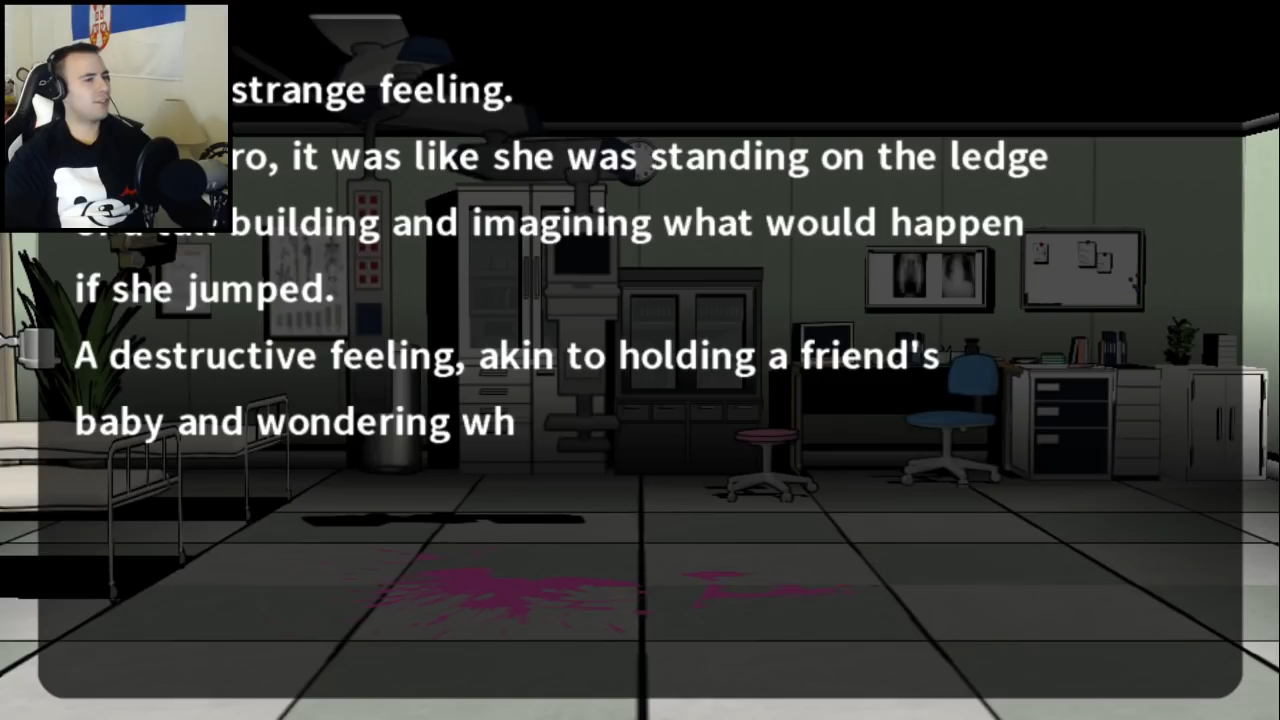 strange feeling.
it was like she was standing on the ledge
building and imagining what would happen
if she jumped.
A destructive feeling, akin to holding a friend's
baby and wondering wh